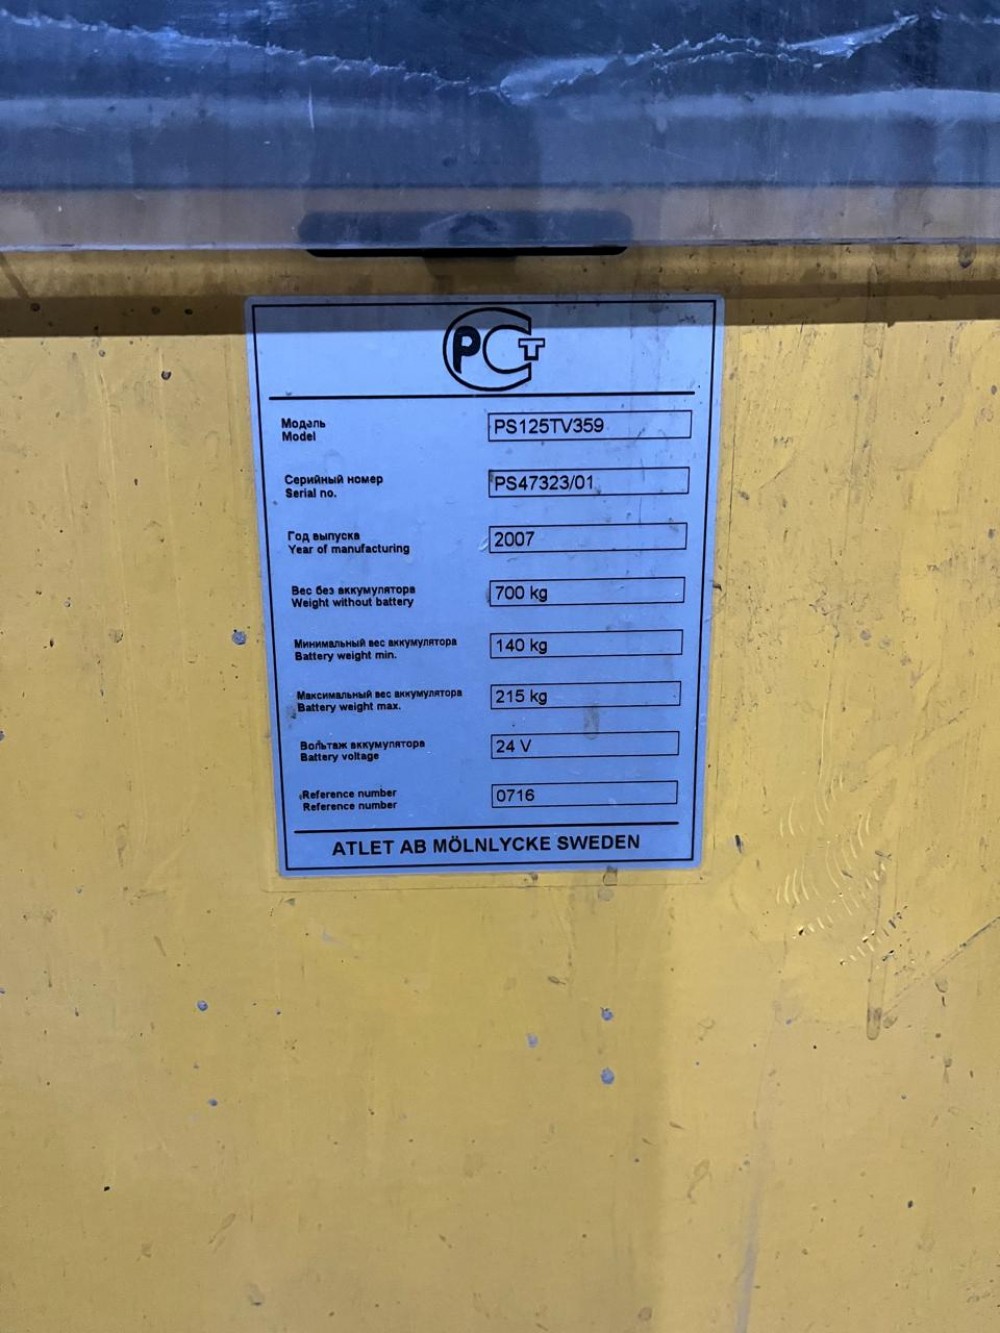 РСТ
Модель
Model
PS125TV359
Серийный номер
Serial no.
PS47323/01
Год выпуска
Year of manufacturing
2007
Вес без аккумулятора
Weight without battery
700 kg
Минимальный вес аккумулятора
Battery weight min.
140 kg
Максимальный вес аккумулятора
Battery weight max.
215 kg
Вольтаж аккумулятора
Battery voltage
24 V
Reference number
Reference number
0716
ATLET AB MÖLNLYCKE SWEDEN